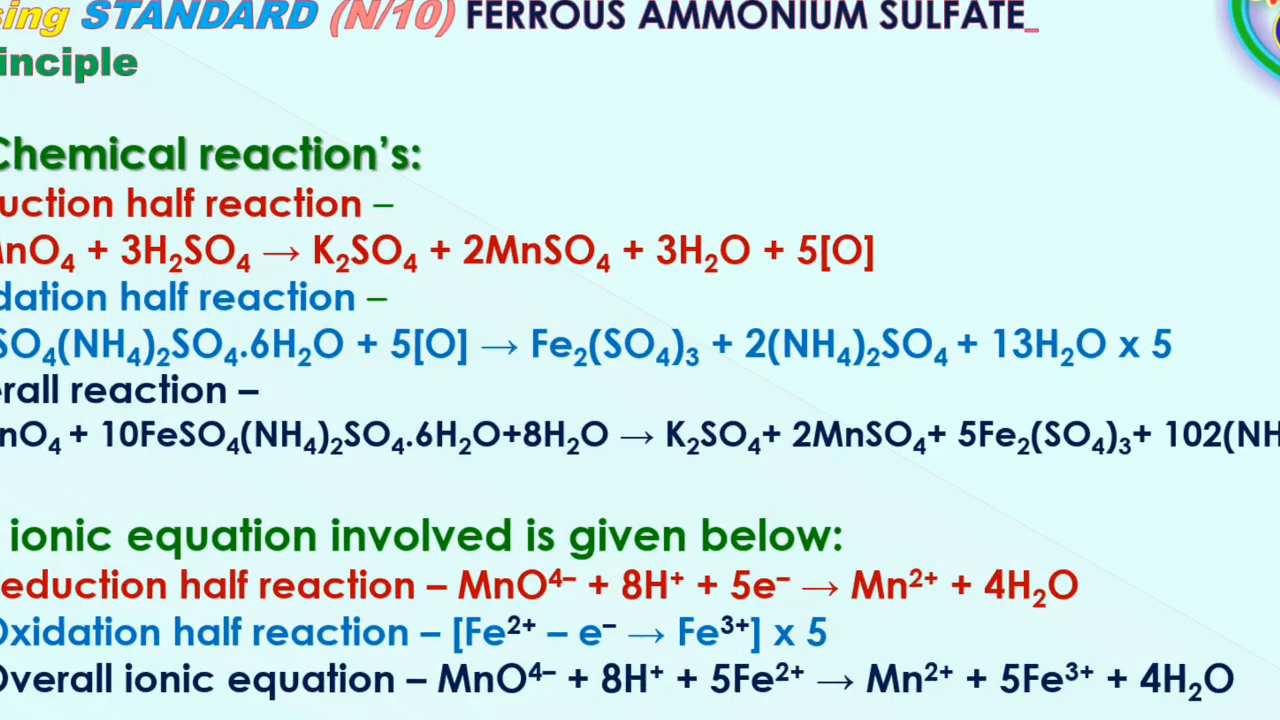 sing STANDARD (N/10) FERROUS AMMONIUM SULFATE_
inciple
Chemical reaction’s:
uction half reaction –
MnO₄ + 3H₂SO₄ → K₂SO₄ + 2MnSO₄ + 3H₂O + 5[O]
dation half reaction –
SO₄(NH₄)₂SO₄.6H₂O + 5[O] → Fe₂(SO₄)₃ + 2(NH₄)₂SO₄ + 13H₂O x 5
erall reaction –
nO₄ + 10FeSO₄(NH₄)₂SO₄.6H₂O+8H₂O → K₂SO₄+ 2MnSO₄+ 5Fe₂(SO₄)₃+ 102(NH
ionic equation involved is given below:
eduction half reaction – MnO⁴⁻ + 8H⁺ + 5e⁻ → Mn²⁺ + 4H₂O
Oxidation half reaction – [Fe²⁺ – e⁻ → Fe³⁺] x 5
Overall ionic equation – MnO⁴⁻ + 8H⁺ + 5Fe²⁺ → Mn²⁺ + 5Fe³⁺ + 4H₂O